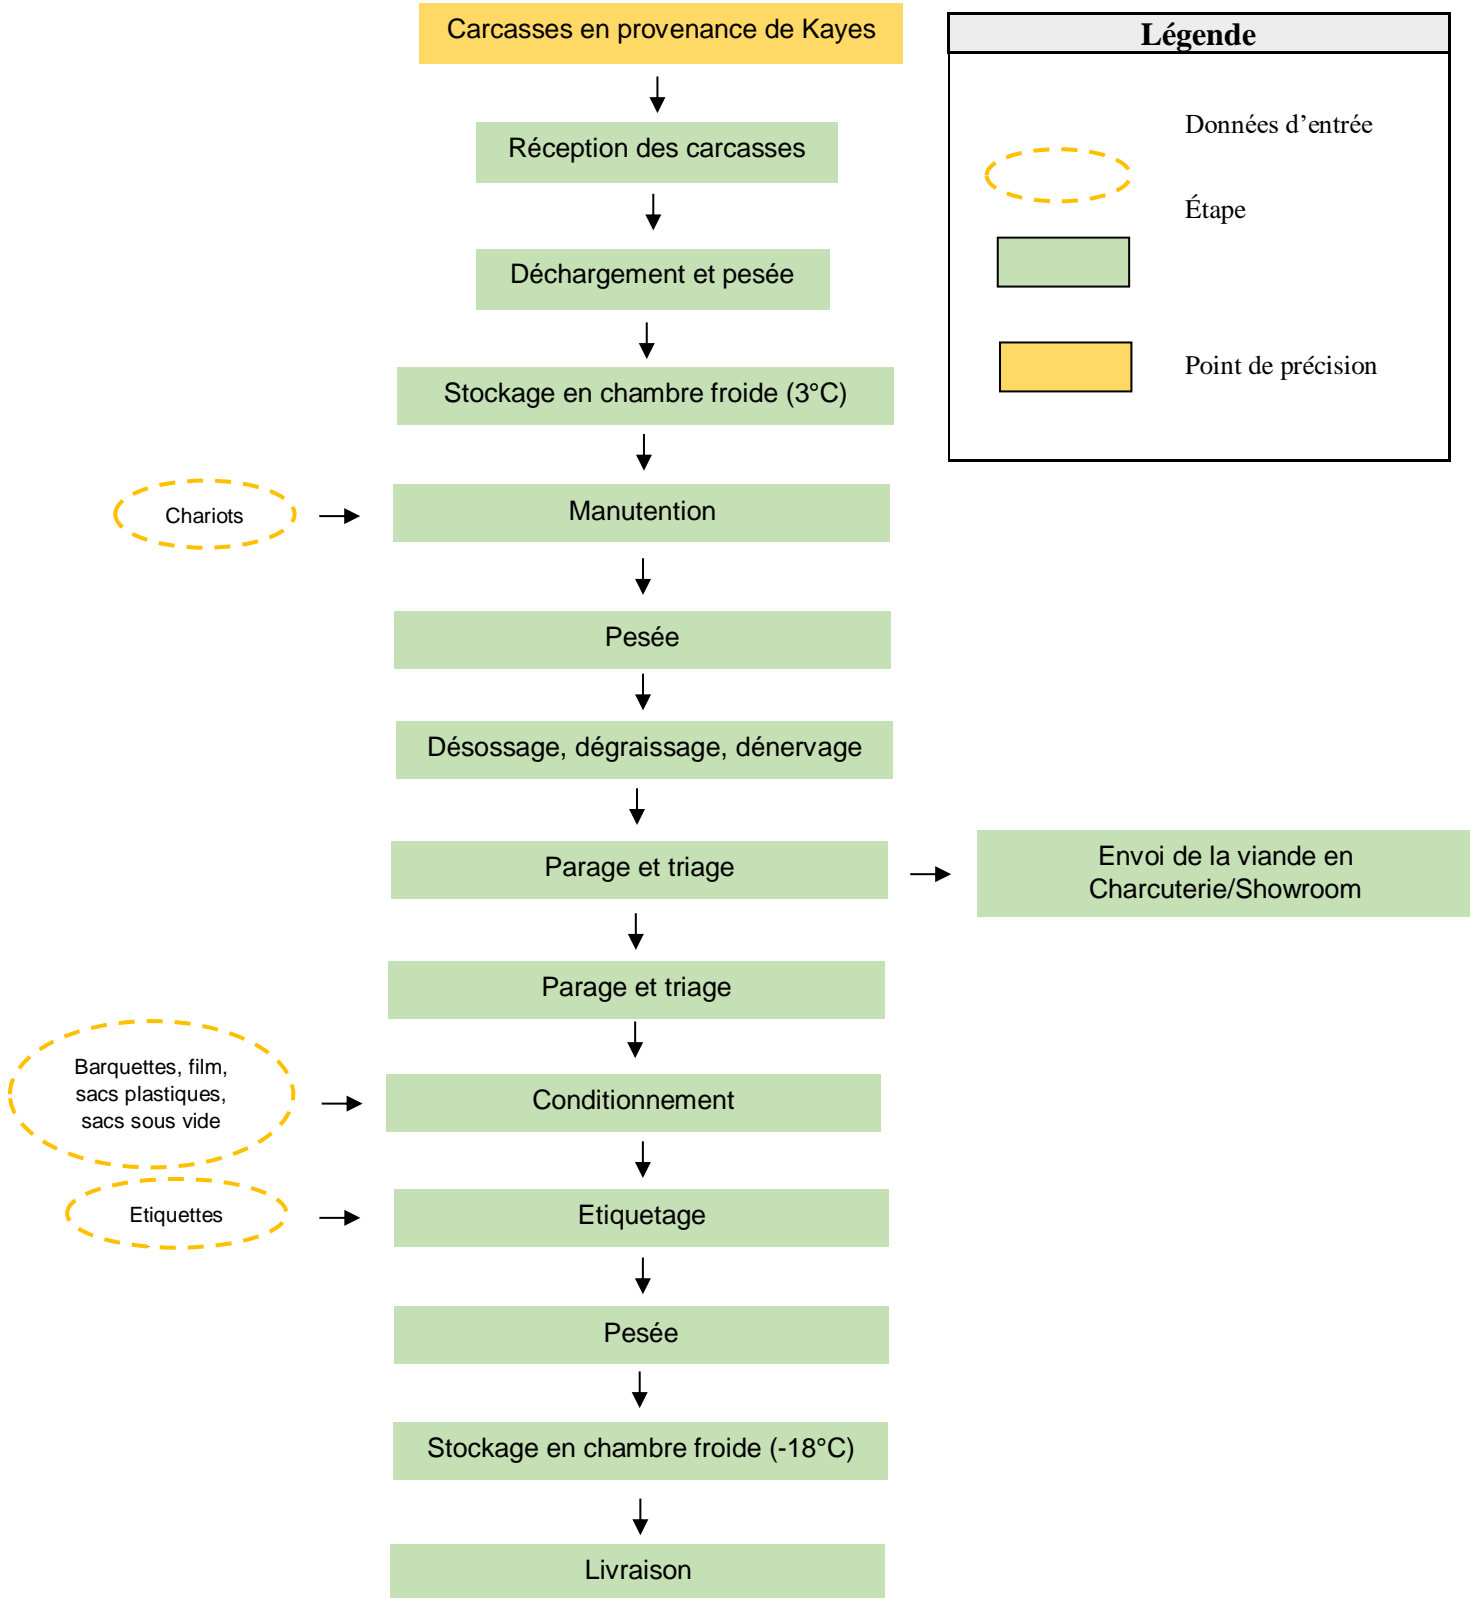 Carcasses en provenance de Kayes
Légende
Données d’entrée
Étape
Point de précision
Réception des carcasses
Déchargement et pesée
Stockage en chambre froide (3°C)
Chariots
Manutention
Pesée
Désossage, dégraissage, dénervage
Parage et triage
Envoi de la viande en
Charcuterie/Showroom
Parage et triage
Barquettes, film,
sacs plastiques,
sacs sous vide
Conditionnement
Etiquettes
Etiquetage
Pesée
Stockage en chambre froide (-18°C)
Livraison